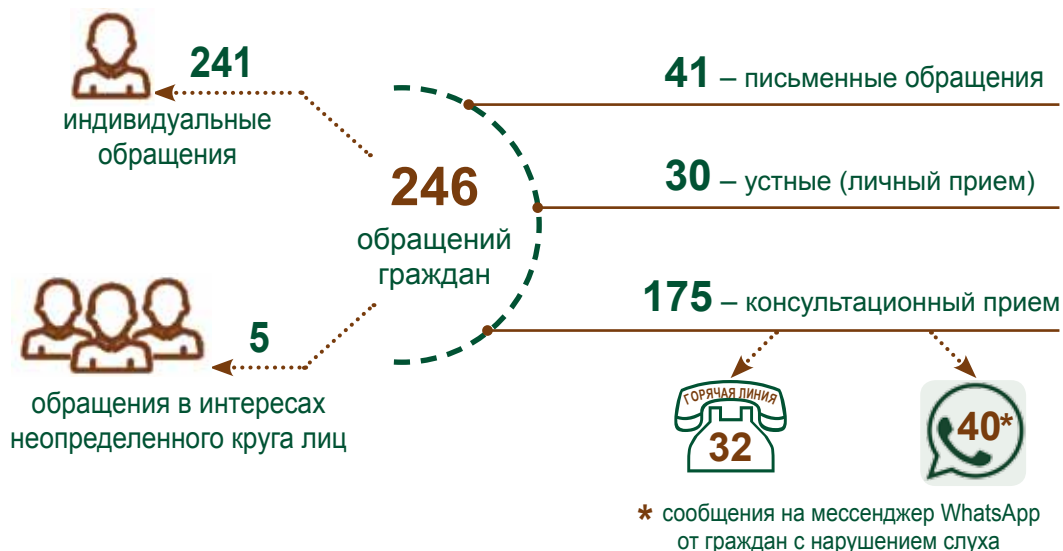 241
индивидуальные
обращения
246
обращений
граждан
5
обращения в интересах
неопределенного круга лиц
41 – письменные обращения
30 – устные (личный прием)
175 – консультационный прием
ГОРЯЧАЯ ЛИНИЯ
32
40*
* сообщения на мессенджер WhatsApp
от граждан с нарушением слуха